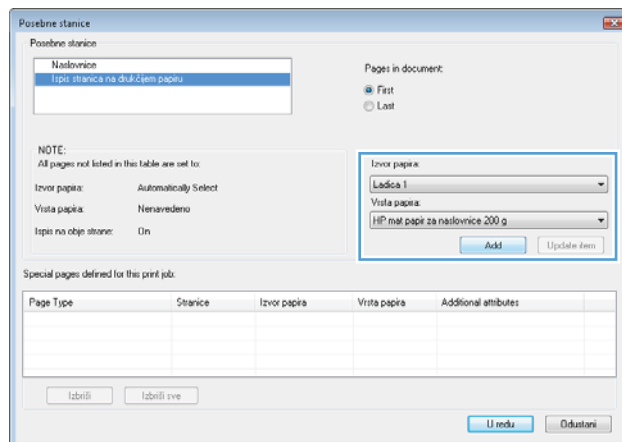 Posebne stanice
Posebne stanice
Naslovnice
Ispis stranica na drukčijem papiru
Pages in document:
First
Last
NOTE:
All pages not listed in this table are set to:
Izvor papira: Automatically Select
Vrsta papira: Nenavedeno
Ispis na obje strane: On
Izvor papira:
Ladica 1
Vrsta papira:
HP mat papir za naslovnice 200 g
Add Update item
Special pages defined for this print job:
Page Type Stranice Izvor papira Vrsta papira Additional attributes
Izbriši Izbriši sve
U redu Odustani